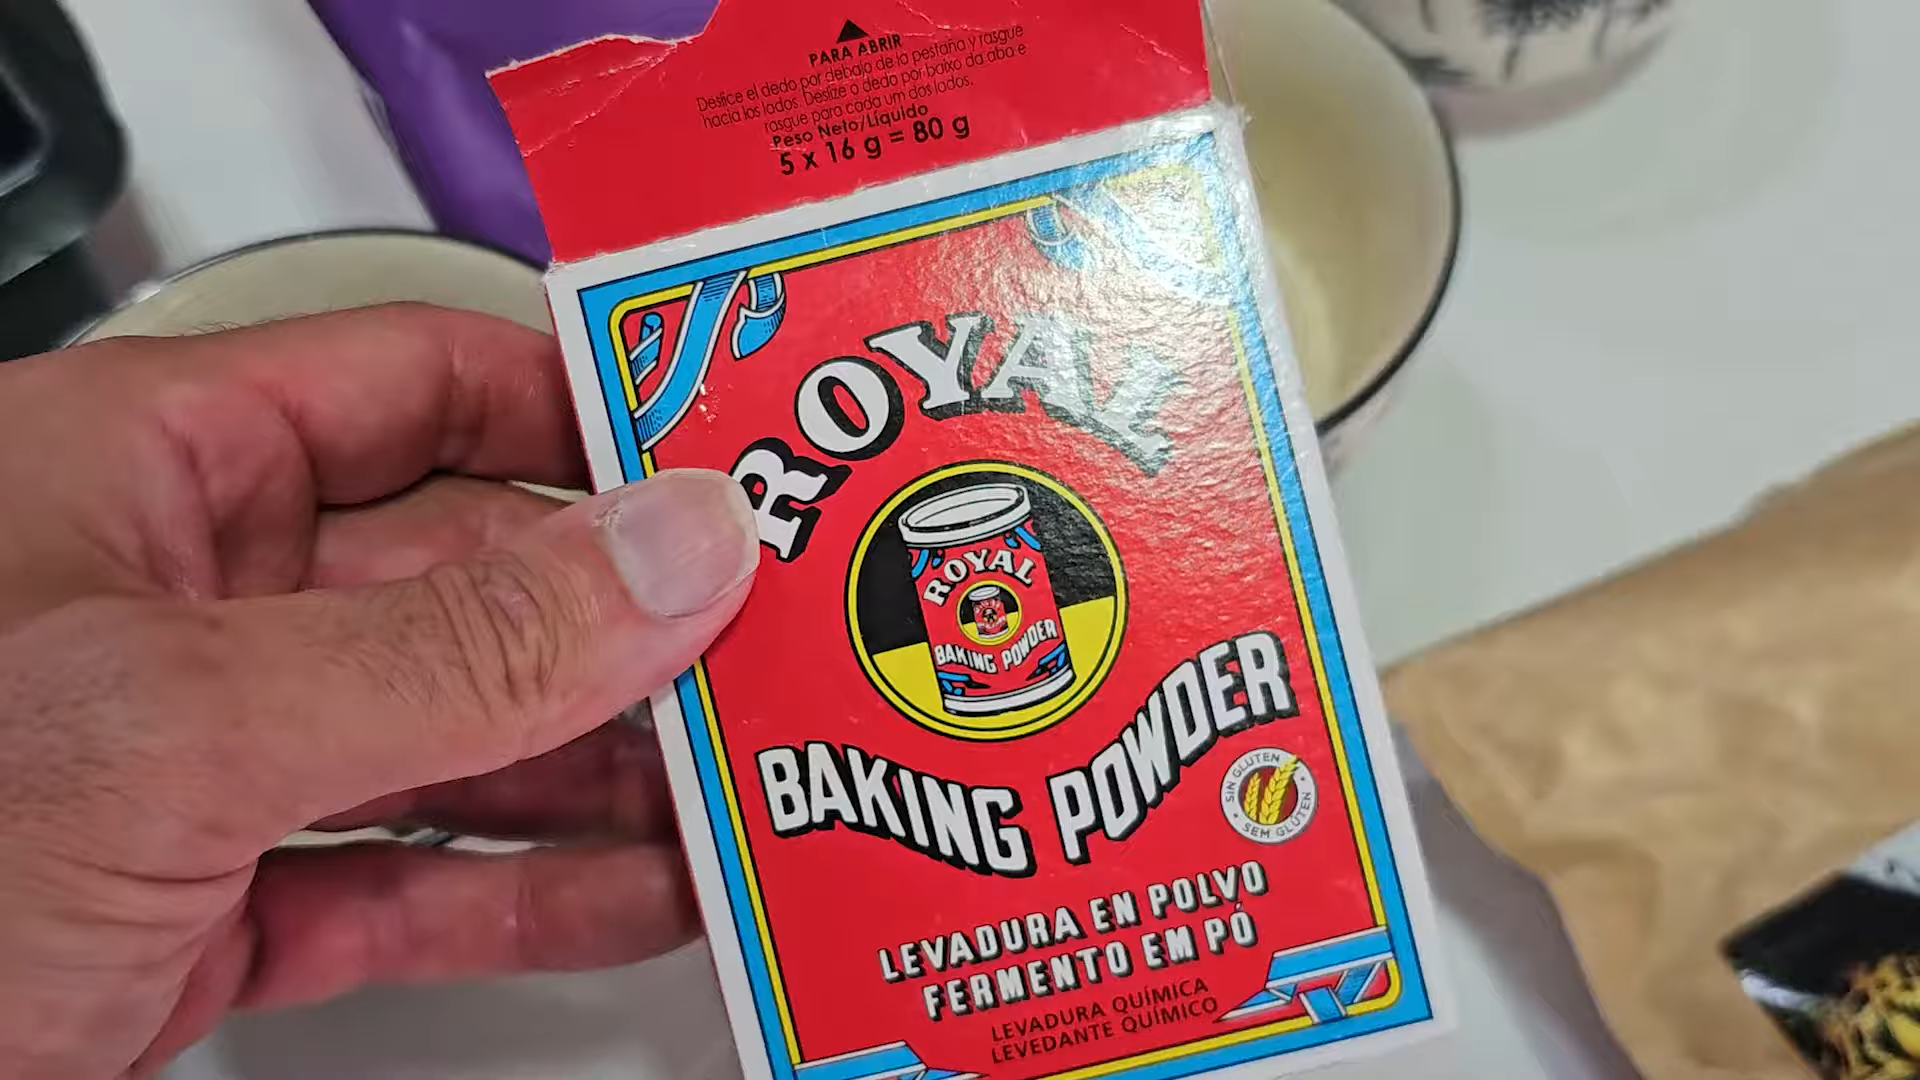 PARA ABRIR
Deslice el dedo por debajo de la pestaña y rasgue
hacia los lados. Deslize o dedo por baixo da aba e
rasgue para cada um dos lados.
Peso Neto/Líquido
5 x 16 g = 80 g
ROYAL
ROYAL
BAKING POWDER
BAKING POWDER
SIN GLUTEN
SEM GLÚTEN
LEVADURA EN POLVO
FERMENTO EM PÓ
LEVADURA QUÍMICA
LEVEDANTE QUÍMICO